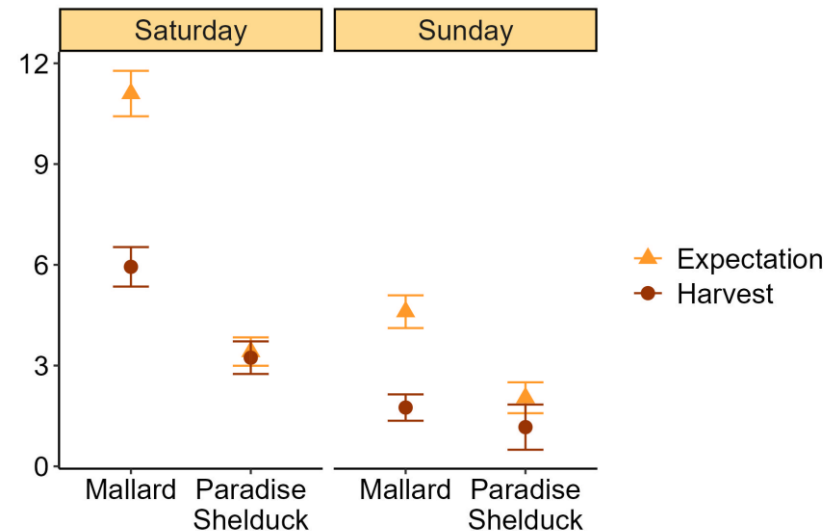 Saturday
Sunday
12
9
6
3
0
Expectation
Harvest
Mallard
Paradise
Shelduck
Mallard
Paradise
Shelduck